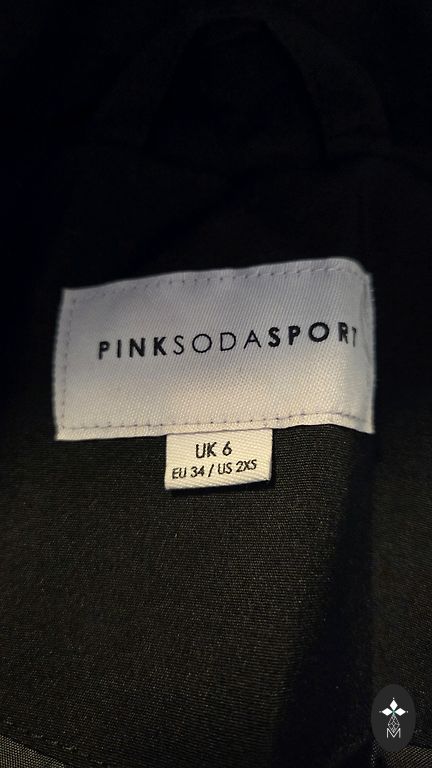 PINKSODASPORT
UK 6
EU 34 / US 2XS
M